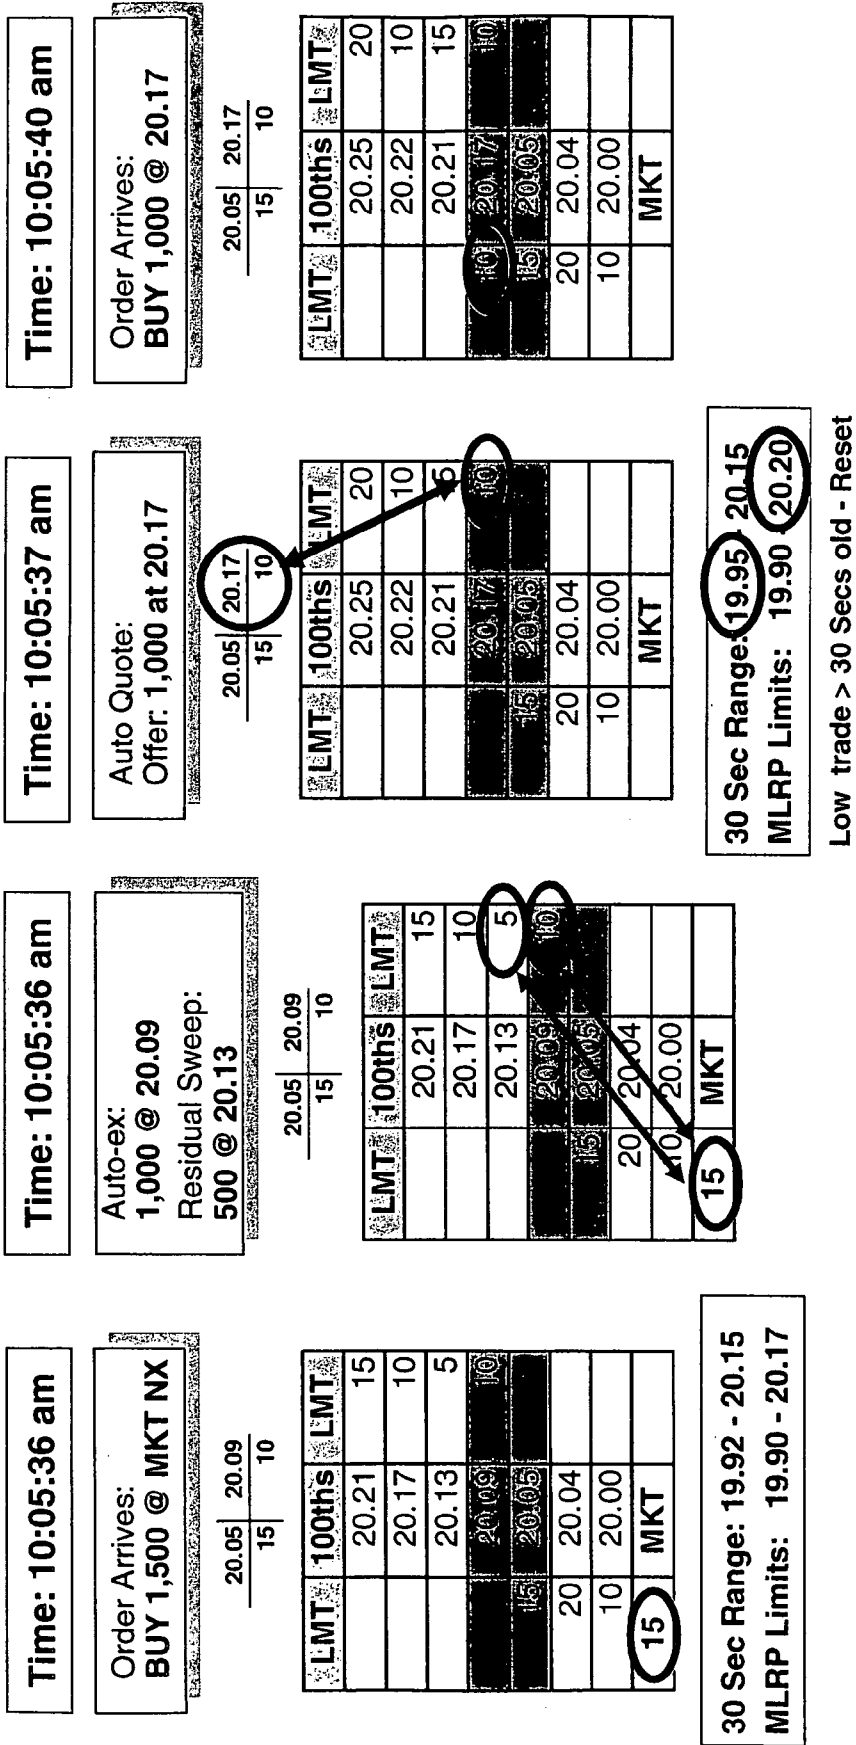 Time: 10:05:36 am
Order Arrives:
BUY 1,500 @ MKT NX
20.05 20.09
15 10
LMT 100ths LMT
20.21 15
20.17 10
20.13 5
20.09 10
15 20.05
20 20.04
10 20.00
15 MKT
30 Sec Range: 19.92 - 20.15
MLRP Limits: 19.90 - 20.17
Time: 10:05:36 am
Auto-ex:
1,000 @ 20.09
Residual Sweep:
500 @ 20.13
20.05 20.09
15 10
LMT 100ths LMT
20.21 15
20.17 10
20.13 5
20.09 10
15 20.05
20 20.04
10 20.00
15 MKT
Time: 10:05:37 am
Auto Quote:
Offer: 1,000 at 20.17
20.05 20.17
15 10
LMT 100ths LMT
20.25 20
20.22 10
20.21
20.17 10
15 20.05
20 20.04
10 20.00
MKT
30 Sec Range: 19.95 - 20.15
MLRP Limits: 19.90 - 20.20
Low trade > 30 Secs old - Reset
Time: 10:05:40 am
Order Arrives:
BUY 1,000 @ 20.17
20.05 20.17
15 10
LMT 100ths LMT
20.25 20
20.22 10
20.21 15
10 20.17 10
15 20.05
20 20.04
10 20.00
MKT